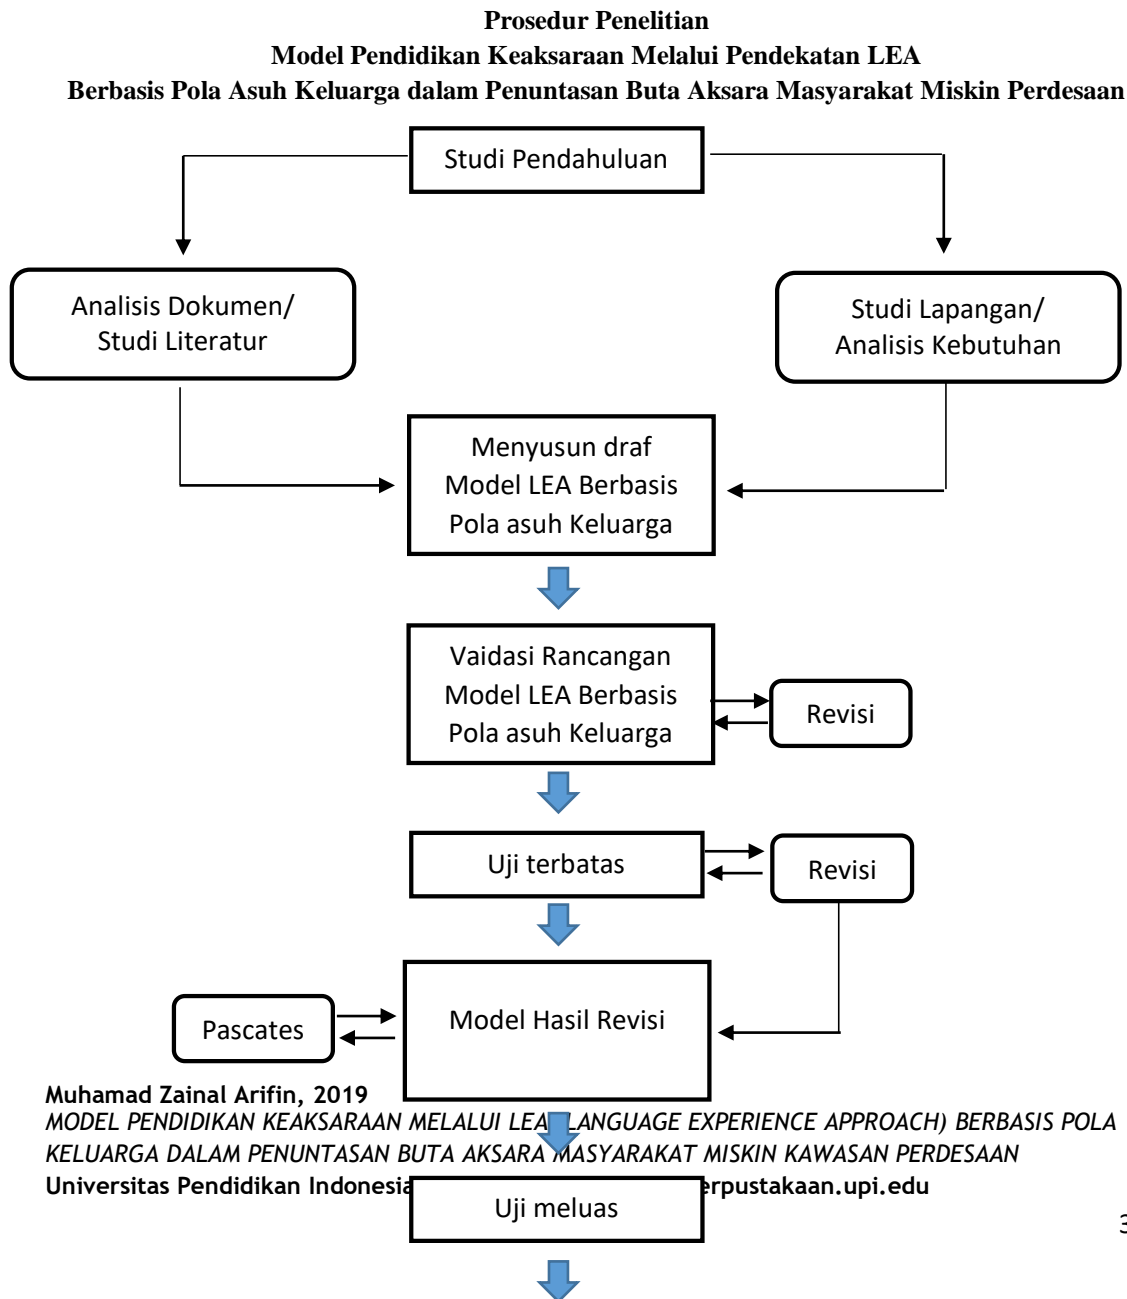 Prosedur Penelitian
Model Pendidikan Keaksaraan Melalui Pendekatan LEA
Berbasis Pola Asuh Keluarga dalam Penuntasan Buta Aksara Masyarakat Miskin Perdesaan
Studi Pendahuluan
Analisis Dokumen/
Studi Literatur
Studi Lapangan/
Analisis Kebutuhan
Menyusun draf
Model LEA Berbasis
Pola asuh Keluarga
Vaidasi Rancangan
Model LEA Berbasis
Pola asuh Keluarga
Revisi
Uji terbatas
Revisi
Pascates
Model Hasil Revisi
Muhamad Zainal Arifin, 2019
MODEL PENDIDIKAN KEAKSARAAN MELALUI LEA LANGUAGE EXPERIENCE APPROACH) BERBASIS POLA
KELUARGA DALAM PENUNTASAN BUTA AKSARA MASYARAKAT MISKIN KAWASAN PERDESAAN
Universitas Pendidikan Indonesia erpustakaan.upi.edu
Uji meluas
3